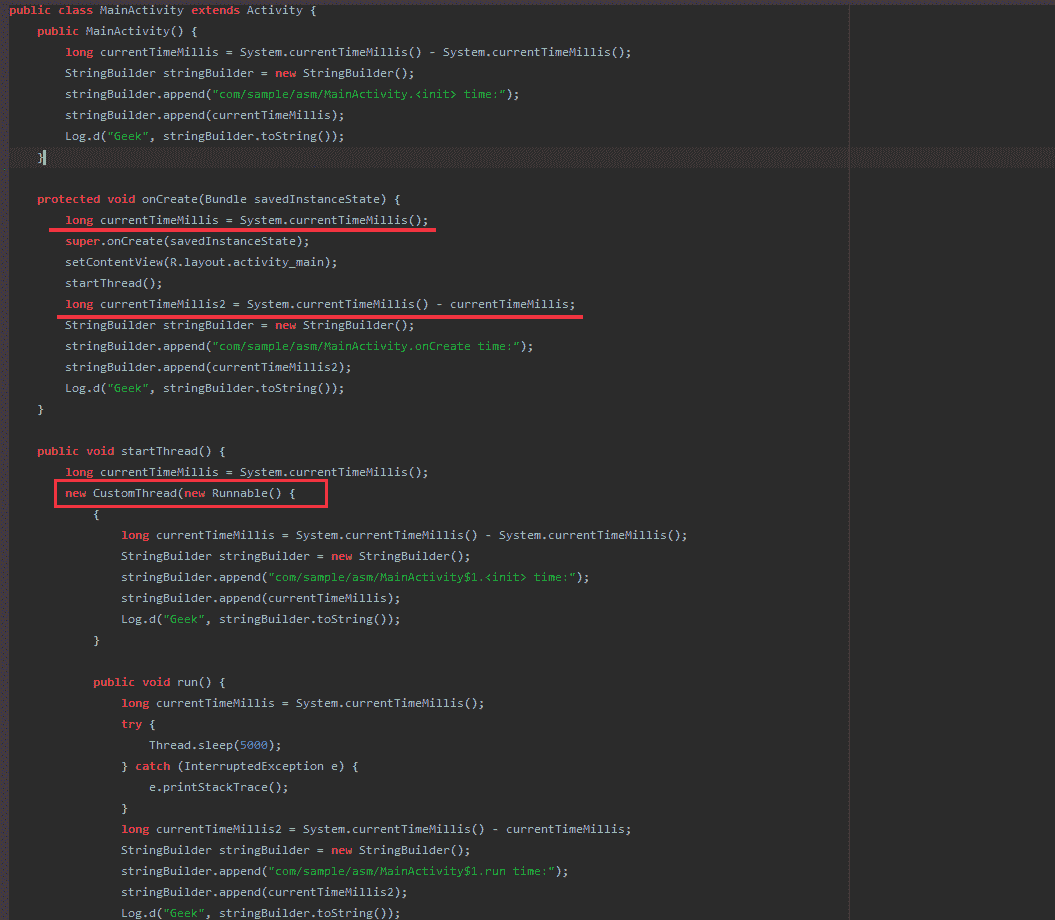 public class MainActivity extends Activity {
public MainActivity() {
long currentTimeMillis = System.currentTimeMillis() - System.currentTimeMillis();
StringBuilder stringBuilder = new StringBuilder();
stringBuilder.append("com/sample/asm/MainActivity.<init> time:");
stringBuilder.append(currentTimeMillis);
Log.d("Geek", stringBuilder.toString());
}
protected void onCreate(Bundle savedInstanceState) {
long currentTimeMillis = System.currentTimeMillis();
super.onCreate(savedInstanceState);
setContentView(R.layout.activity_main);
startThread();
long currentTimeMillis2 = System.currentTimeMillis() - currentTimeMillis;
StringBuilder stringBuilder = new StringBuilder();
stringBuilder.append("com/sample/asm/MainActivity.onCreate time:");
stringBuilder.append(currentTimeMillis2);
Log.d("Geek", stringBuilder.toString());
}
public void startThread() {
long currentTimeMillis = System.currentTimeMillis();
new CustomThread(new Runnable() {
{
long currentTimeMillis = System.currentTimeMillis() - System.currentTimeMillis();
StringBuilder stringBuilder = new StringBuilder();
stringBuilder.append("com/sample/asm/MainActivity$1.<init> time:");
stringBuilder.append(currentTimeMillis);
Log.d("Geek", stringBuilder.toString());
}
public void run() {
long currentTimeMillis = System.currentTimeMillis();
try {
Thread.sleep(5000);
} catch (InterruptedException e) {
e.printStackTrace();
}
long currentTimeMillis2 = System.currentTimeMillis() - currentTimeMillis;
StringBuilder stringBuilder = new StringBuilder();
stringBuilder.append("com/sample/asm/MainActivity$1.run time:");
stringBuilder.append(currentTimeMillis2);
Log.d("Geek", stringBuilder.toString());